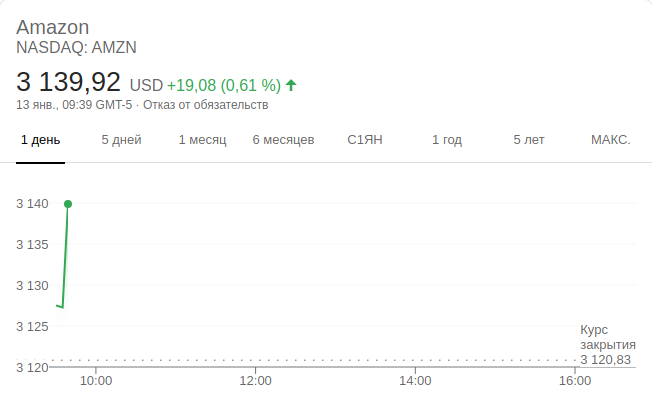 Amazon
NASDAQ: AMZN
3 139,92 USD +19,08 (0,61 %)
13 янв., 09:39 GMT-5 · Отказ от обязательств
1 день 5 дней 1 месяц 6 месяцев С1ЯН 1 год 5 лет МАКС.
3 140
3 135
3 130
3 125
3 120
Курс
закрытия
3 120,83
10:00 12:00 14:00 16:00